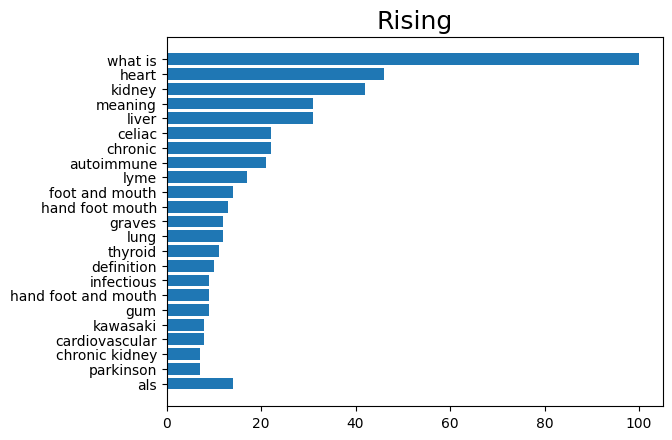 Rising
what is
heart
kidney
meaning
liver
celiac
chronic
autoimmune
lyme
foot and mouth
hand foot mouth
graves
lung
thyroid
definition
infectious
hand foot and mouth
gum
kawasaki
cardiovascular
chronic kidney
parkinson
als
0 20 40 60 80 100